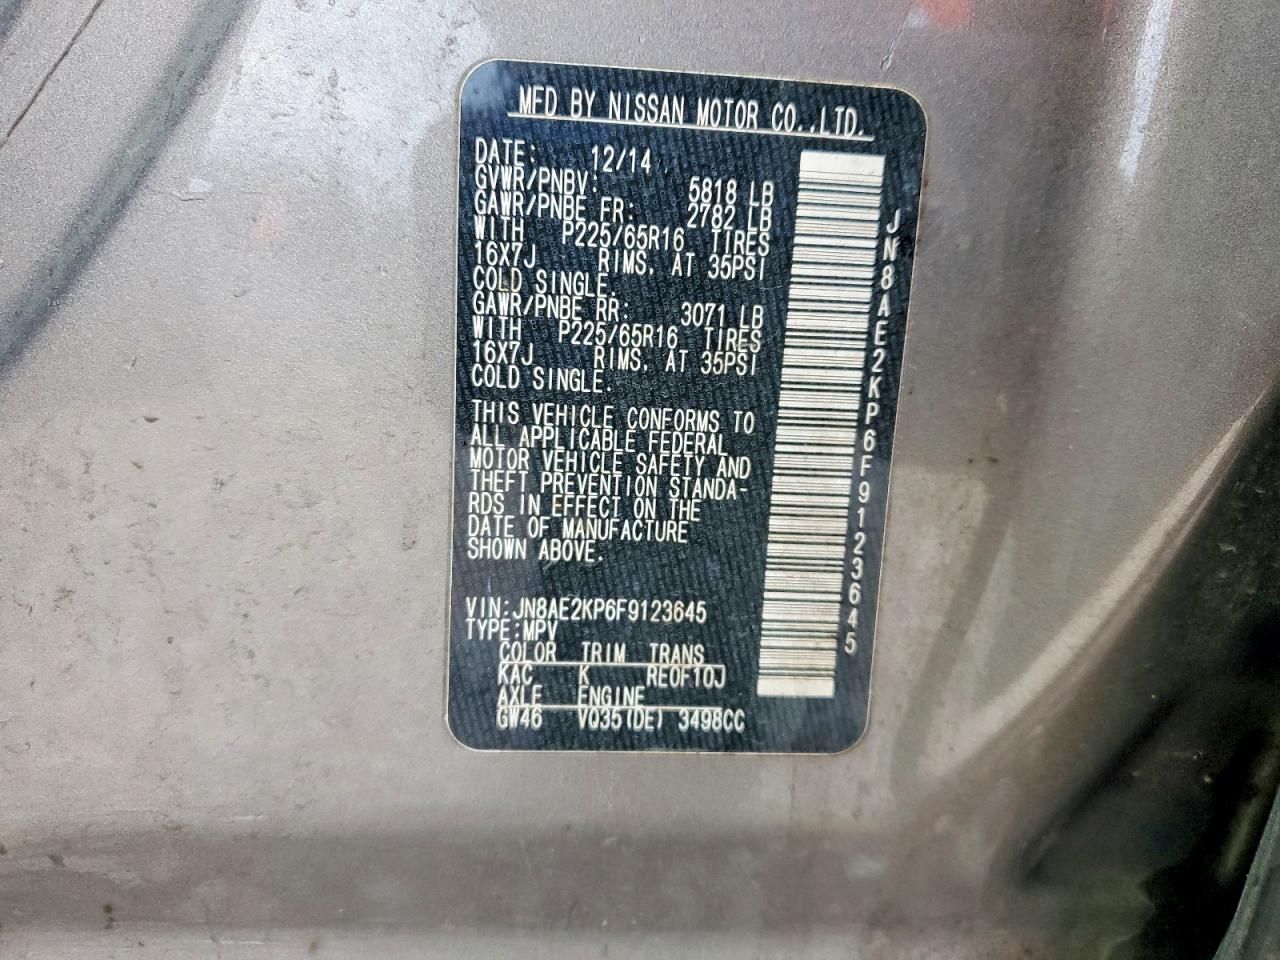 MFD BY NISSAN MOTOR CO.,LTD.
DATE: 12/14
GVWR/PNBV: 5818 LB
GAWR/PNBE FR: 2782 LB
WITH P225/65R16 TIRES
16X7J RIMS, AT 35PSI
COLD SINGLE.
GAWR/PNBE RR: 3071 LB
WITH P225/65R16 TIRES
16X7J RIMS, AT 35PSI
COLD SINGLE.
THIS VEHICLE CONFORMS TO
ALL APPLICABLE FEDERAL
MOTOR VEHICLE SAFETY AND
THEFT PREVENTION STANDA-
RDS IN EFFECT ON THE
DATE OF MANUFACTURE
SHOWN ABOVE.
VIN:JN8AE2KP6F9123645
TYPE:MPV
COLOR TRIM TRANS
KAC K RE0F10J
AXLE ENGINE
GW46 VQ35(DE) 3498CC
JN8AE2KP6F9123645